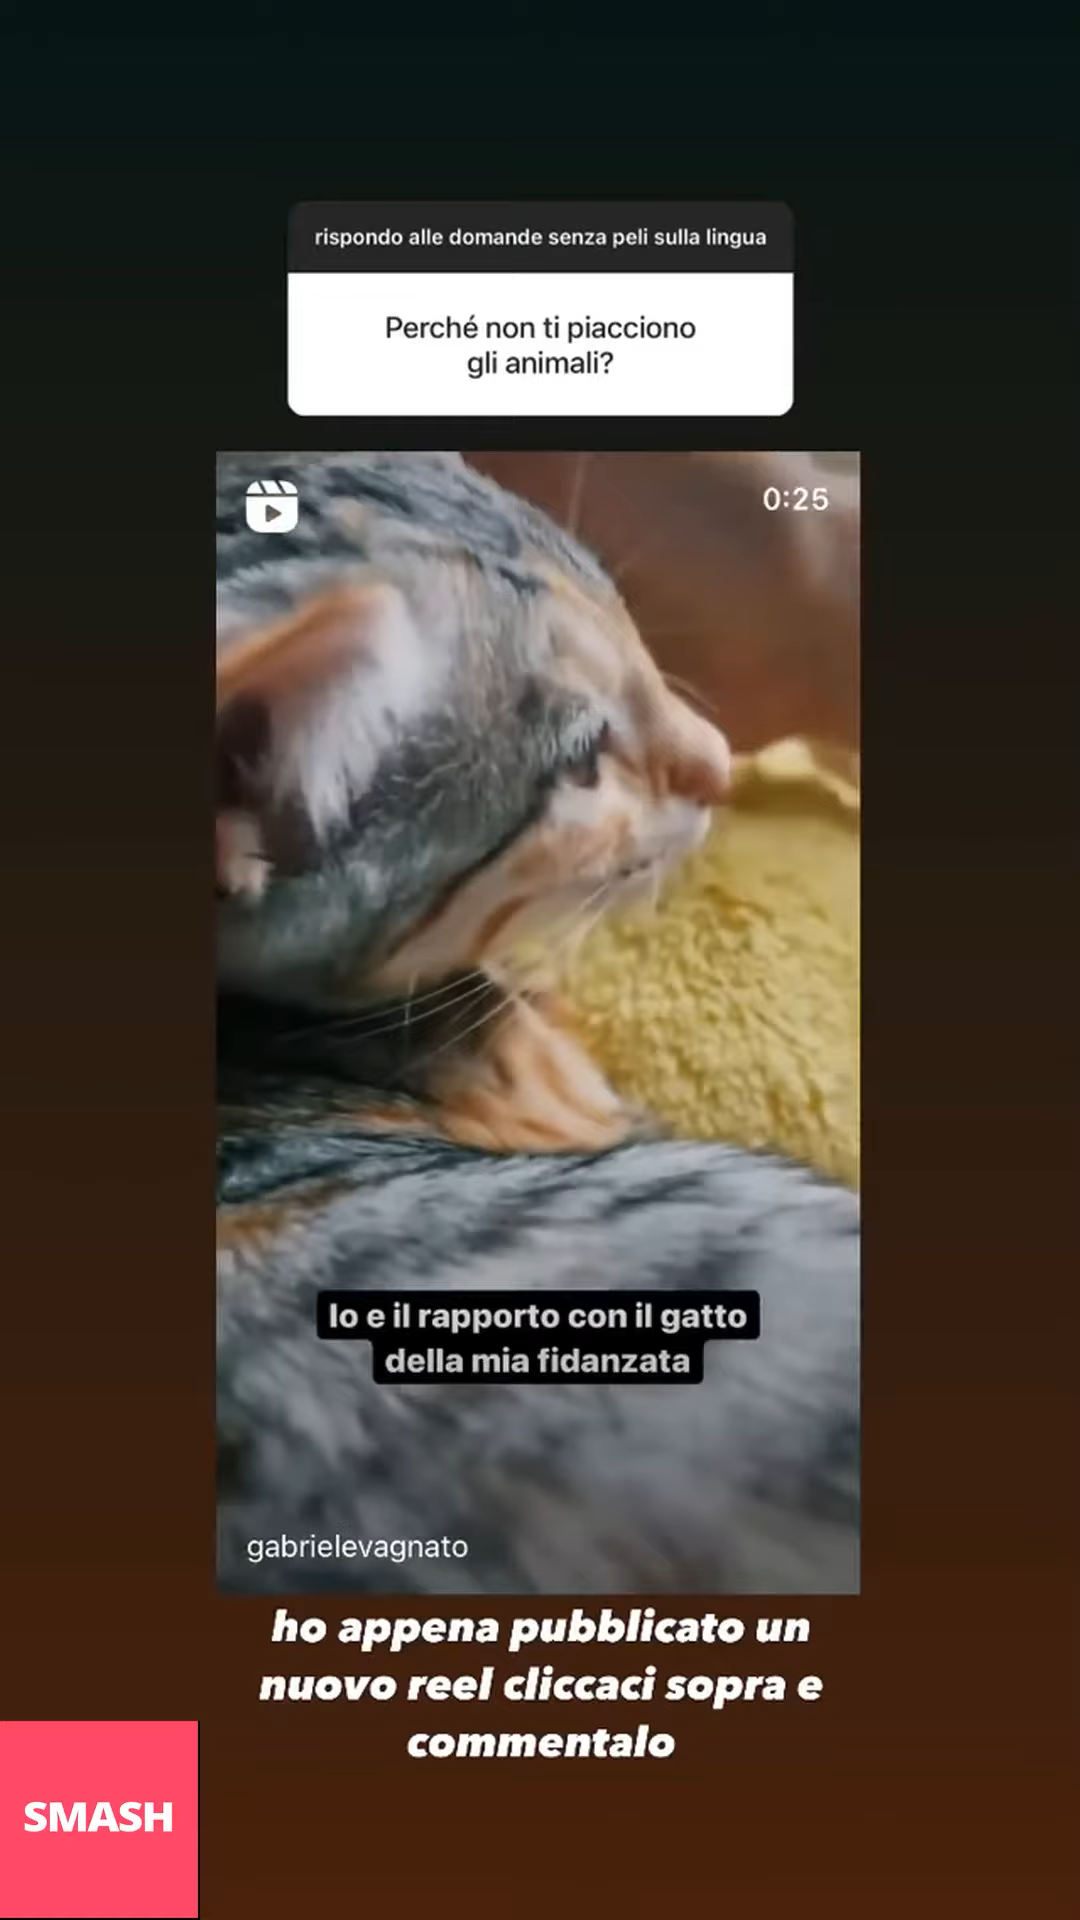 rispondo alle domande senza peli sulla lingua
Perché non ti piacciono
gli animali?
0:25
Io e il rapporto con il gatto
della mia fidanzata
gabrielevagnato
ho appena pubblicato un
nuovo reel cliccaci sopra e
commentalo
SMASH